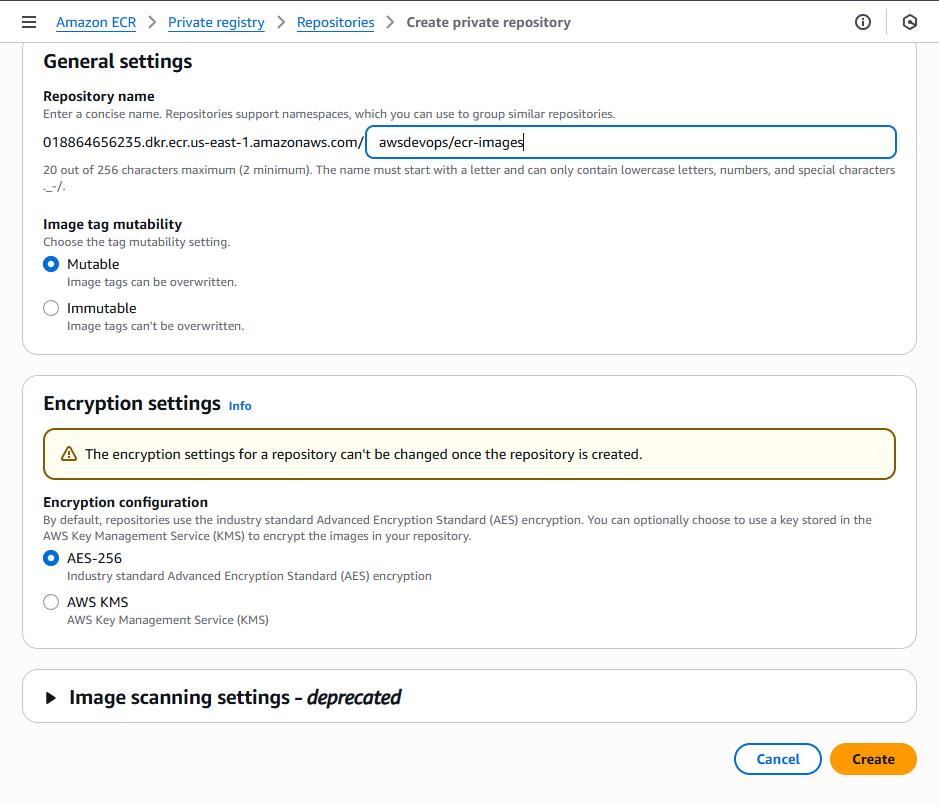 Amazon ECR > Private registry > Repositories > Create private repository
General settings
Repository name
Enter a concise name. Repositories support namespaces, which you can use to group similar repositories.
018864656235.dkr.ecr.us-east-1.amazonaws.com/ awsdevops/ecr-images
20 out of 256 characters maximum (2 minimum). The name must start with a letter and can only contain lowercase letters, numbers, and special characters
._-/.
Image tag mutability
Choose the tag mutability setting.
Mutable
Image tags can be overwritten.
Immutable
Image tags can't be overwritten.
Encryption settings Info
The encryption settings for a repository can't be changed once the repository is created.
Encryption configuration
By default, repositories use the industry standard Advanced Encryption Standard (AES) encryption. You can optionally choose to use a key stored in the
AWS Key Management Service (KMS) to encrypt the images in your repository.
AES-256
Industry standard Advanced Encryption Standard (AES) encryption
AWS KMS
AWS Key Management Service (KMS)
Image scanning settings - deprecated
Cancel Create